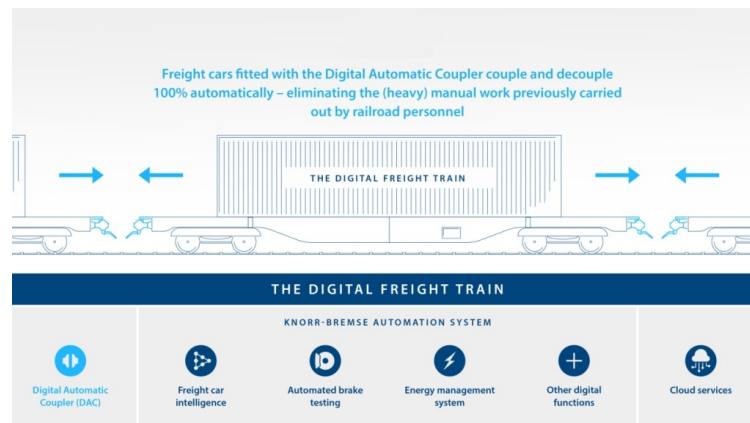 Freight cars fitted with the Digital Automatic Coupler couple and decouple
100% automatically – eliminating the (heavy) manual work previously carried
out by railroad personnel
THE DIGITAL FREIGHT TRAIN
THE DIGITAL FREIGHT TRAIN
KNORR-BREMSE AUTOMATION SYSTEM
Digital Automatic
Coupler (DAC)
Freight car
intelligence
Automated brake
testing
Energy management
system
Other digital
functions
Cloud services